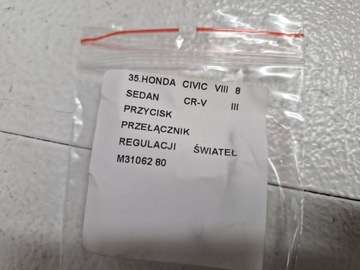 35.HONDA CIVIC VIII 8
SEDAN CR-V III
PRZYCISK
PRZEŁĄCZNIK
REGULACJI ŚWIATEŁ
M31062 80